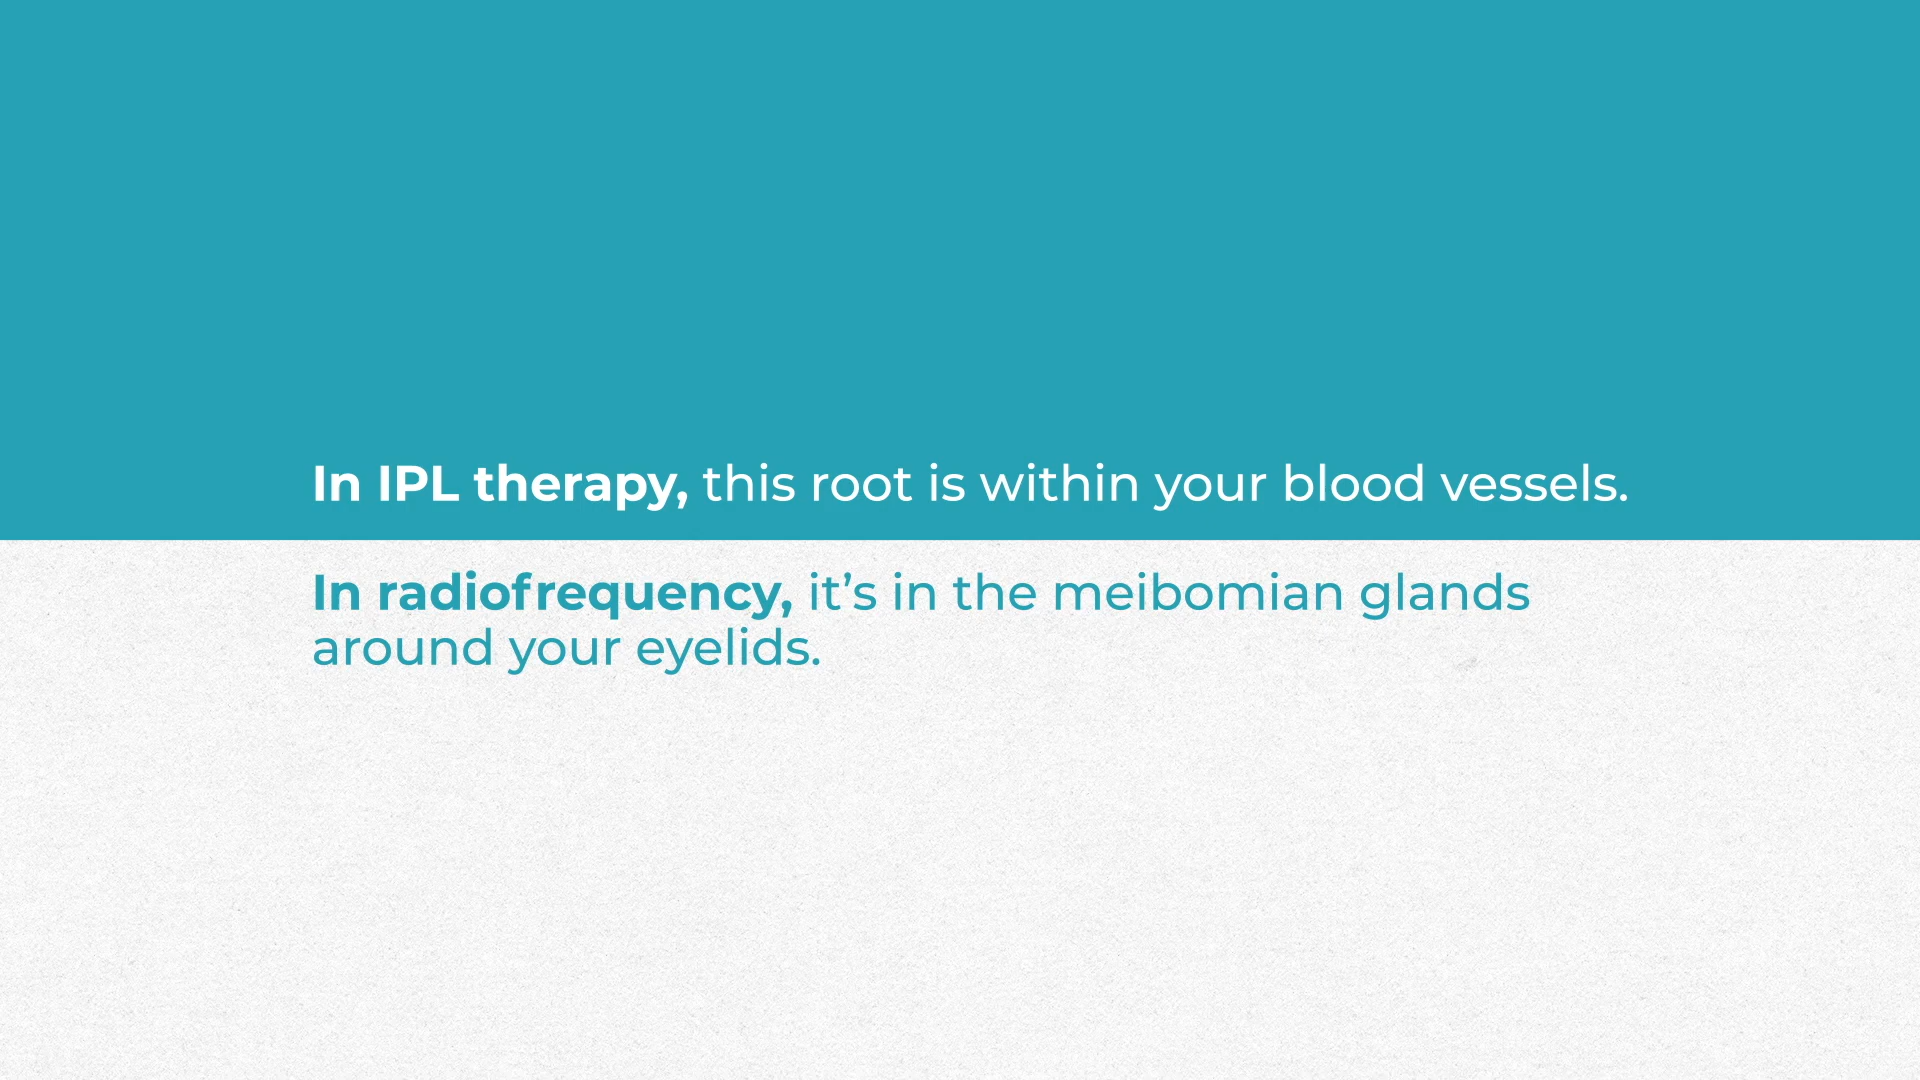 In IPL therapy, this root is within your blood vessels.
In radiofrequency, it’s in the meibomian glands
around your eyelids.